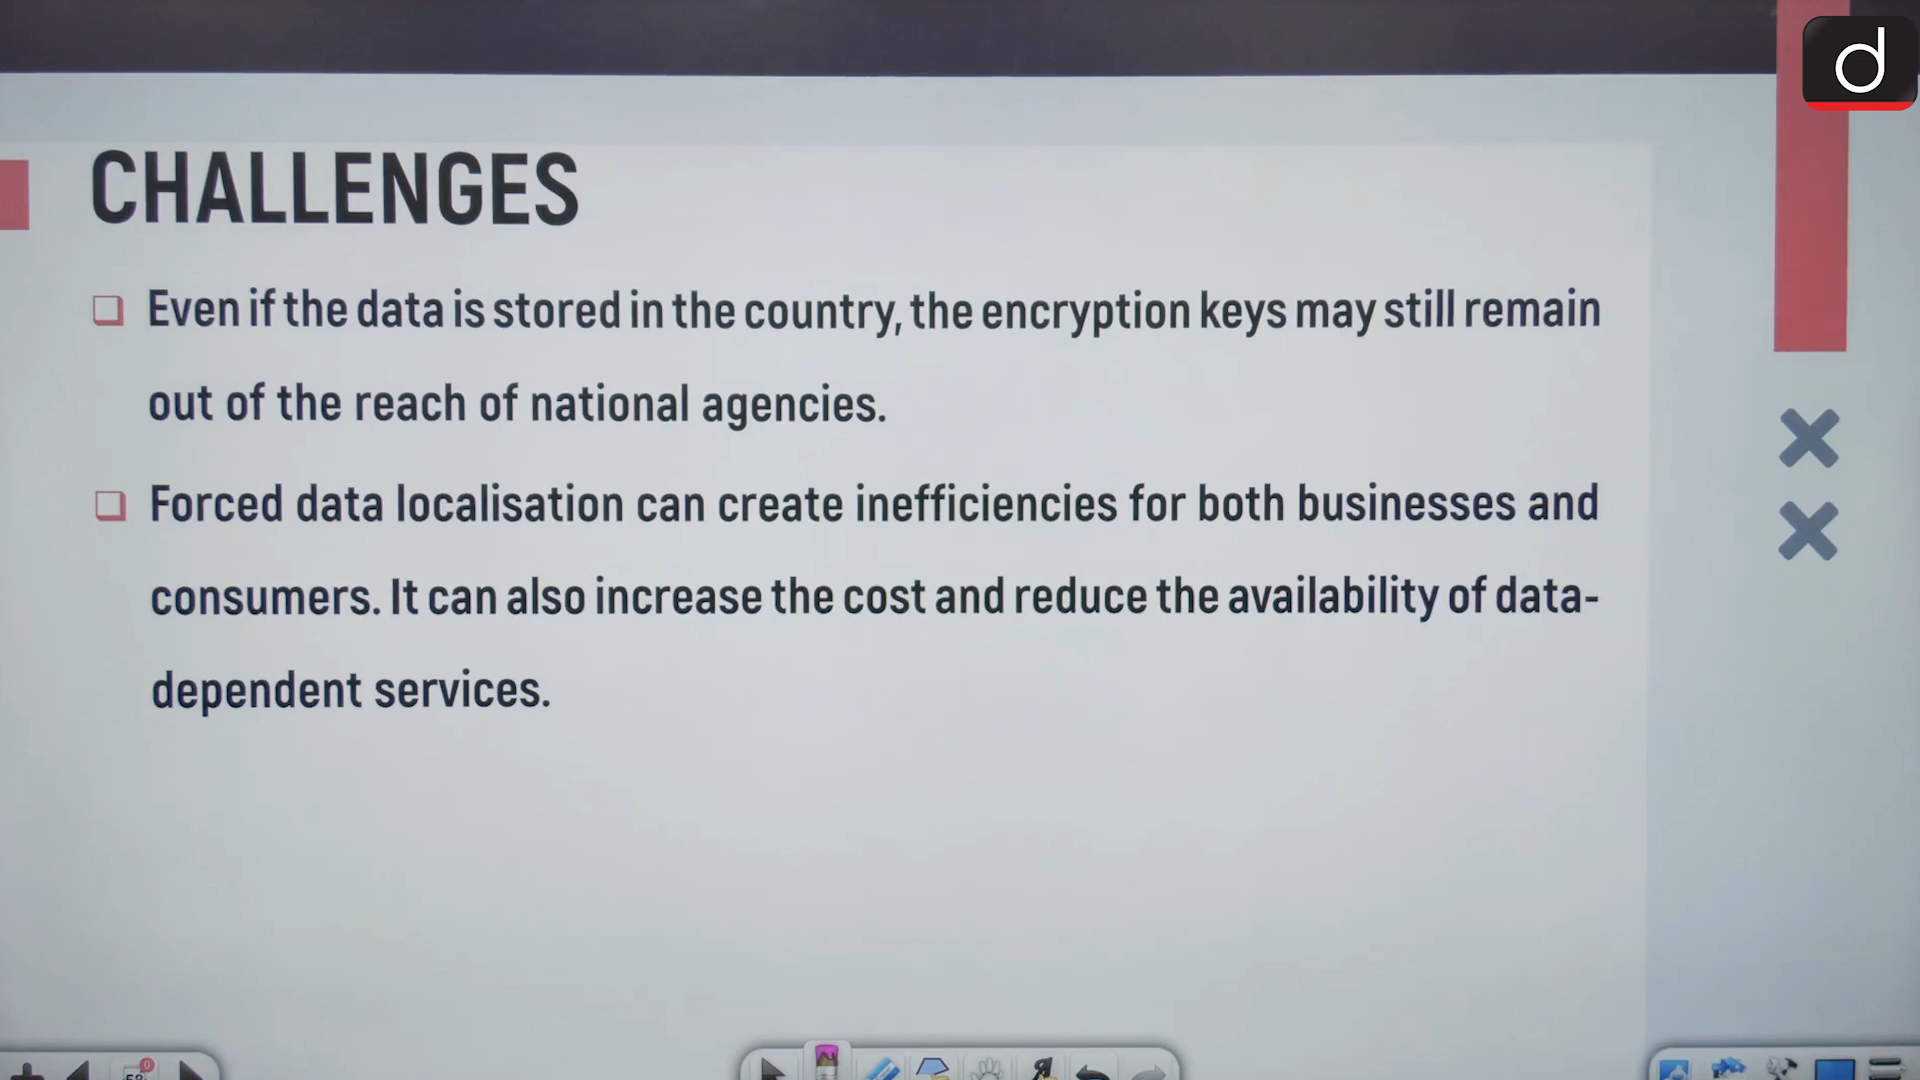 d
CHALLENGES
❑ Even if the data is stored in the country, the encryption keys may still remain
out of the reach of national agencies.
❑ Forced data localisation can create inefficiencies for both businesses and
consumers. It can also increase the cost and reduce the availability of data-
dependent services.